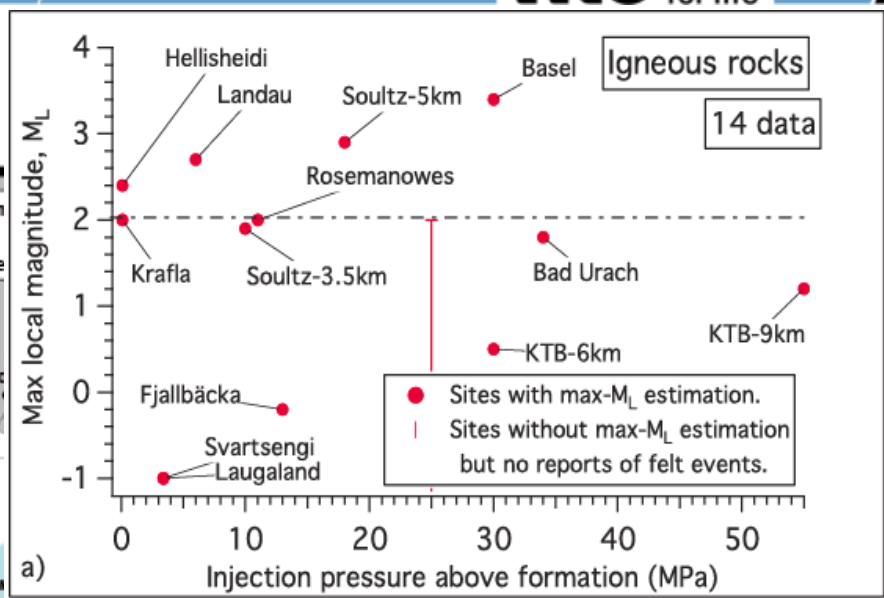 for life
4
3
2
1
0
-1
Max local magnitude, ML
Hellisheidi
Landau
Soultz-5km
Basel
Igneous rocks
14 data
Rosemanowes
Krafla
Soultz-3.5km
Bad Urach
KTB-9km
KTB-6km
Fjallbäcka
Svartsengi
Laugaland
Sites with max-ML estimation.
Sites without max-ML estimation
but no reports of felt events.
0 10 20 30 40 50
a) Injection pressure above formation (MPa)